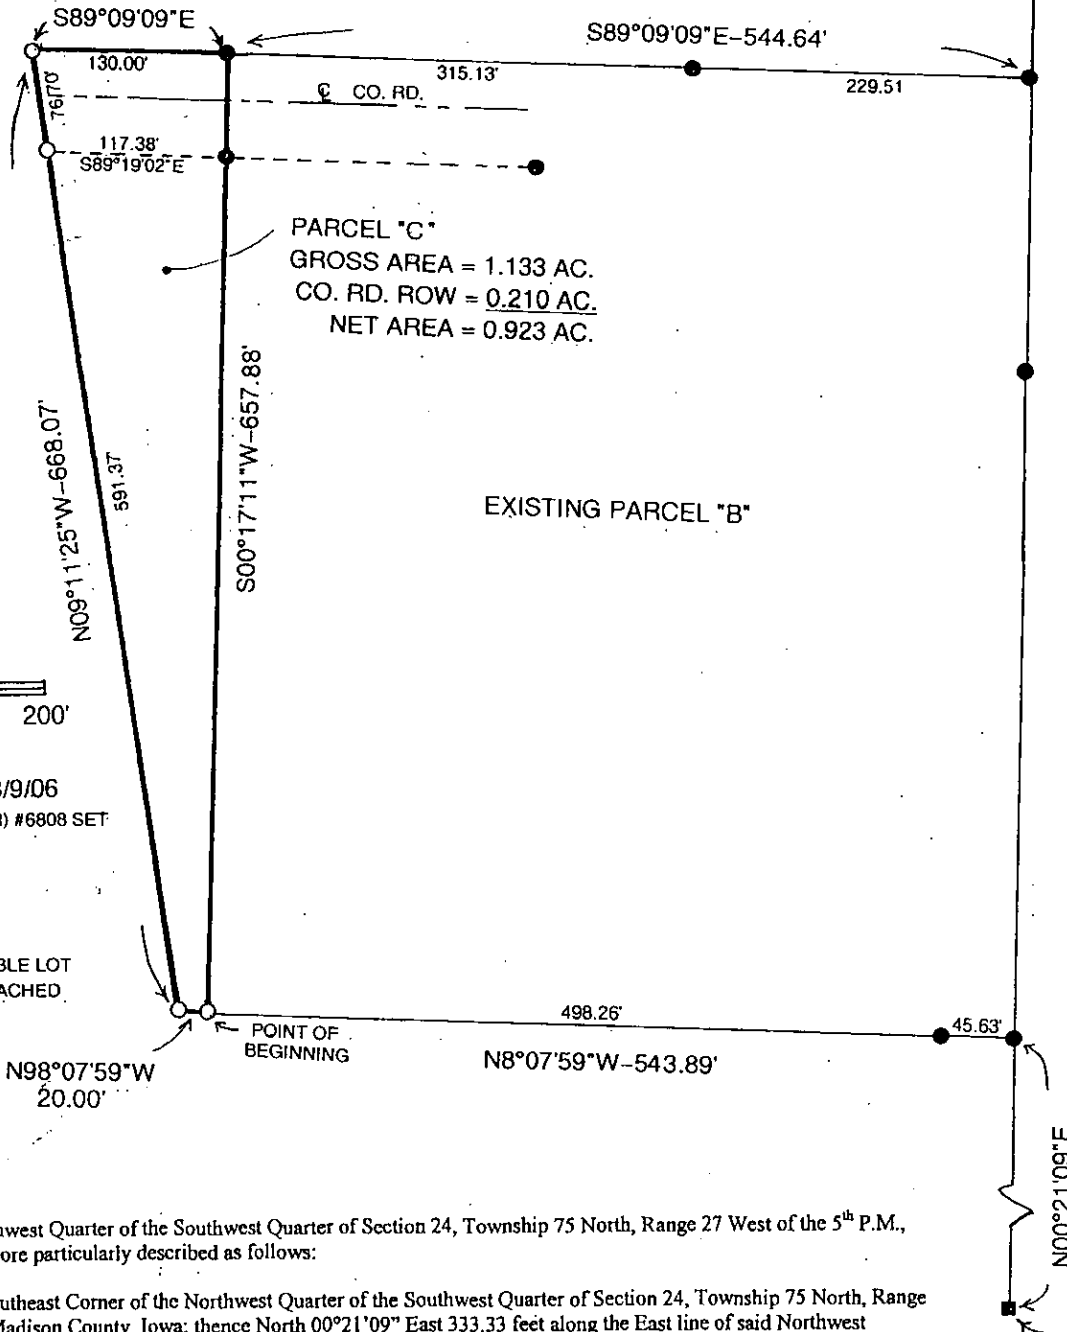 S89°09'09"E
S89°09'09"E-544.64'
130.00'
315.13'
229.51
76.70'
℄ CO. RD.
117.38'
S89°19'02"E
PARCEL "C"
GROSS AREA = 1.133 AC.
CO. RD. ROW = 0.210 AC.
NET AREA = 0.923 AC.
N09°11'25"W-668.07'
591.37'
S00°17'11"W-657.88'
EXISTING PARCEL "B"
200'
/9/06
) #6808 SET
BLE LOT
ACHED
498.26'
45.63'
POINT OF
BEGINNING
N8°07'59"W-543.89'
N98°07'59"W
20.00'
N00°21'09"E
west Quarter of the Southwest Quarter of Section 24, Township 75 North, Range 27 West of the 5th P.M.,
ore particularly described as follows:
utheast Corner of the Northwest Quarter of the Southwest Quarter of Section 24, Township 75 North, Range
Madison County, Iowa; thence North 00°21'09" East 333.33 feet along the East line of said Northwest